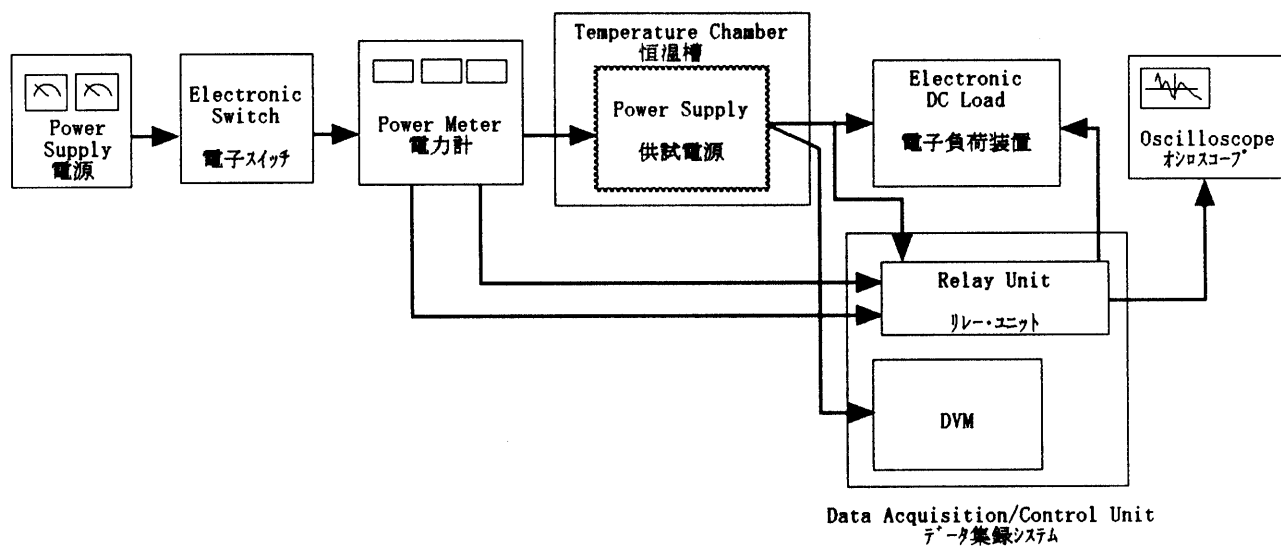 Power
Supply
電源
Electronic
Switch
電子スイッチ
Power Meter
電力計
Temperature Chamber
恒温槽
Power Supply
供試電源
Electronic
DC Load
電子負荷装置
Oscilloscope
オシロスコープ
Relay Unit
リレー・ユニット
DVM
Data Acquisition/Control Unit
データ集録システム